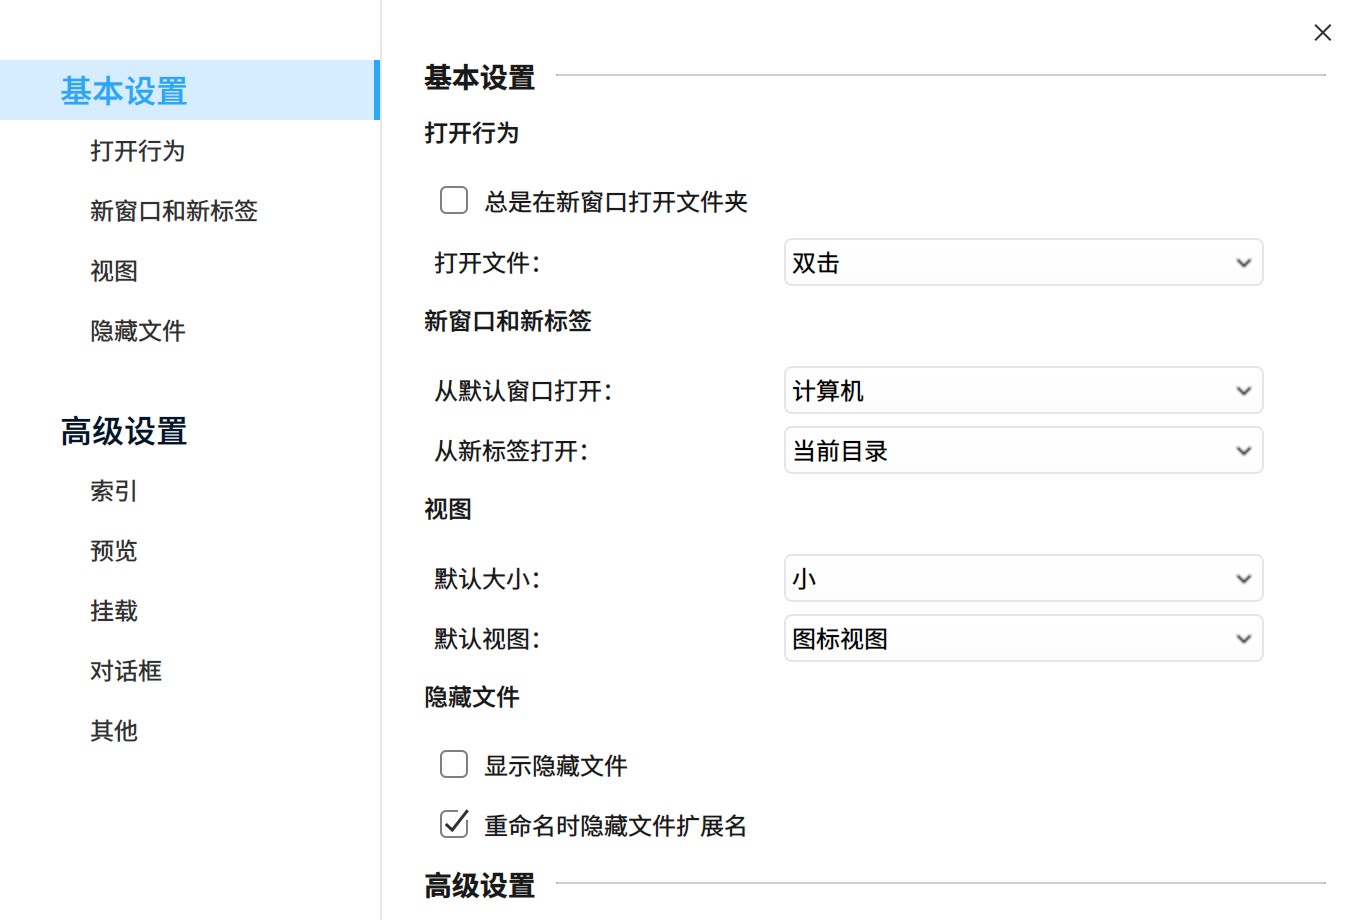 基本设置
打开行为
新窗口和新标签
视图
隐藏文件
高级设置
索引
预览
挂载
对话框
其他
基本设置
打开行为
总是在新窗口打开文件夹
打开文件： 双击
新窗口和新标签
从默认窗口打开： 计算机
从新标签打开： 当前目录
视图
默认大小： 小
默认视图： 图标视图
隐藏文件
显示隐藏文件
重命名时隐藏文件扩展名
高级设置